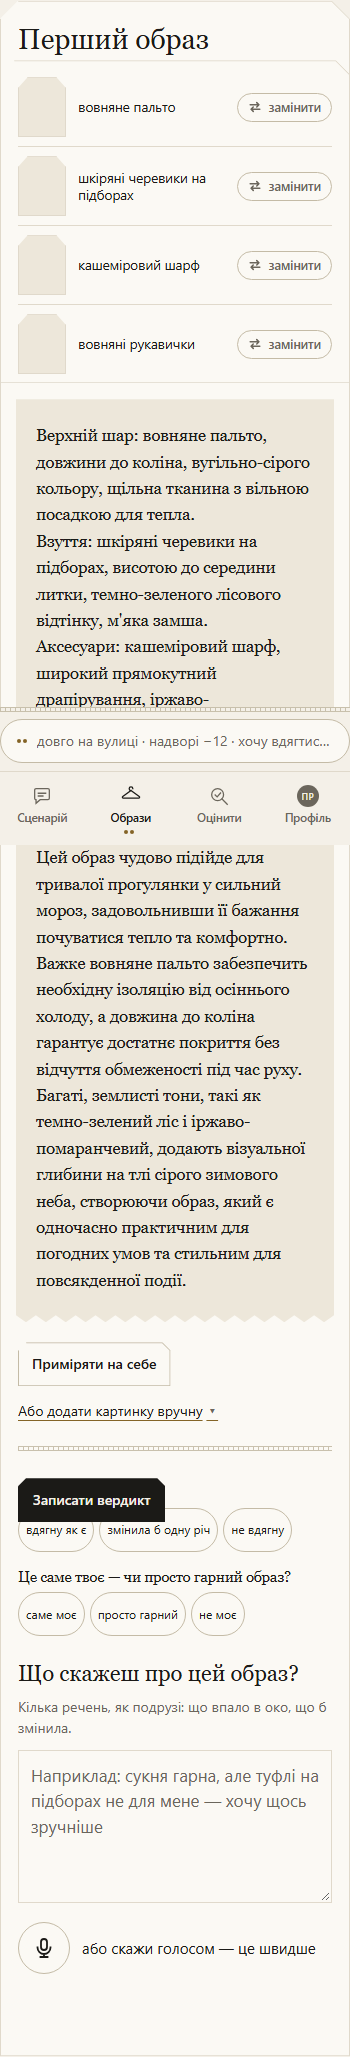 Перший образ
вовняне пальто
замінити
шкіряні черевики на
підборах
замінити
кашеміровий шарф
замінити
вовняні рукавички
замінити
Верхній шар: вовняне пальто,
довжини до коліна, вугільно-сірого
кольору, щільна тканина з вільною
посадкою для тепла.
Взуття: шкіряні черевики на
підборах, висотою до середини
литки, темно-зеленого лісового
відтінку, м'яка замша.
Аксесуари: кашеміровий шарф,
широкий прямокутний
драпірування, іржаво-
довго на вулиці · надворі −12 · хочу вдягтис...
Сценарій
Образи
Оцінити
ПР
Профіль
Цей образ чудово підійде для
тривалої прогулянки у сильний
мороз, задовольнивши її бажання
почуватися тепло та комфортно.
Важке вовняне пальто забезпечить
необхідну ізоляцію від осіннього
холоду, а довжина до коліна
гарантує достатнє покриття без
відчуття обмеженості під час руху.
Багаті, землисті тони, такі як
темно-зелений ліс і іржаво-
помаранчевий, додають візуальної
глибини на тлі сірого зимового
неба, створюючи образ, який є
одночасно практичним для
погодних умов та стильним для
повсякденної події.
Приміряти на себе
Або додати картинку вручну
Записати вердикт
вдягну як є
змінила б одну річ
не вдягну
Це саме твоє — чи просто гарний образ?
саме моє
просто гарний
не моє
Що скажеш про цей образ?
Кілька речень, як подрузі: що впало в око, що б
змінила.
Наприклад: сукня гарна, але туфлі на
підборах не для мене — хочу щось
зручніше
або скажи голосом — це швидше